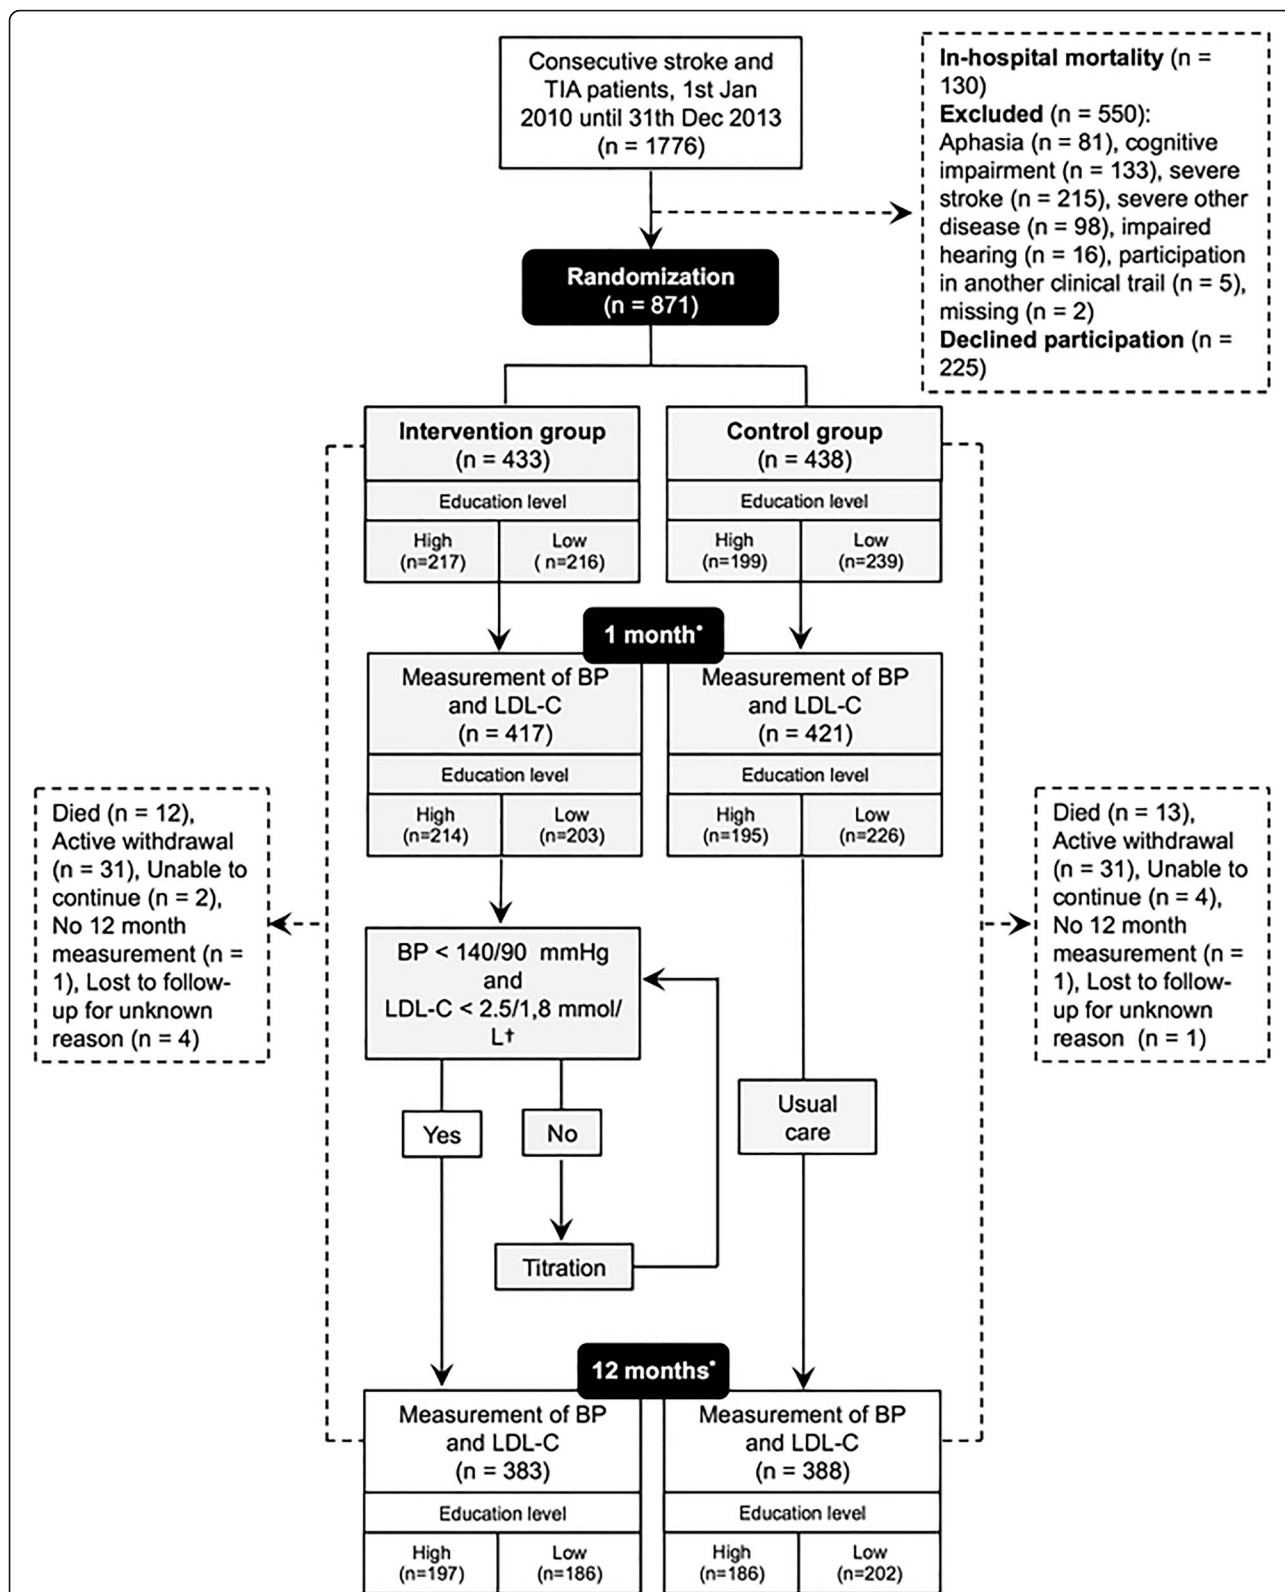 Consecutive stroke and
TIA patients, 1st Jan
2010 until 31th Dec 2013
(n = 1776)
In-hospital mortality (n =
130)
Excluded (n = 550):
Aphasia (n = 81), cognitive
impairment (n = 133), severe
stroke (n = 215), severe other
disease (n = 98), impaired
hearing (n = 16), participation
in another clinical trail (n = 5),
missing (n = 2)
Declined participation (n =
225)
Randomization
(n = 871)
Intervention group
(n = 433)
Education level
High
(n=217)
Low
( n=216)
Control group
(n = 438)
Education level
High
(n=199)
Low
(n=239)
1 month*
Measurement of BP
and LDL-C
(n = 417)
Education level
High
(n=214)
Low
(n=203)
Measurement of BP
and LDL-C
(n = 421)
Education level
High
(n=195)
Low
(n=226)
Died (n = 12),
Active withdrawal
(n = 31), Unable to
continue (n = 2),
No 12 month
measurement (n =
1), Lost to follow-
up for unknown
reason (n = 4)
Died (n = 13),
Active withdrawal
(n = 31), Unable to
continue (n = 4),
No 12 month
measurement (n =
1), Lost to follow-
up for unknown
reason (n = 1)
BP < 140/90 mmHg
and
LDL-C < 2.5/1,8 mmol/
L†
Yes
No
Titration
Usual
care
12 months*
Measurement of BP
and LDL-C
(n = 383)
Education level
High
(n=197)
Low
(n=186)
Measurement of BP
and LDL-C
(n = 388)
Education level
High
(n=186)
Low
(n=202)